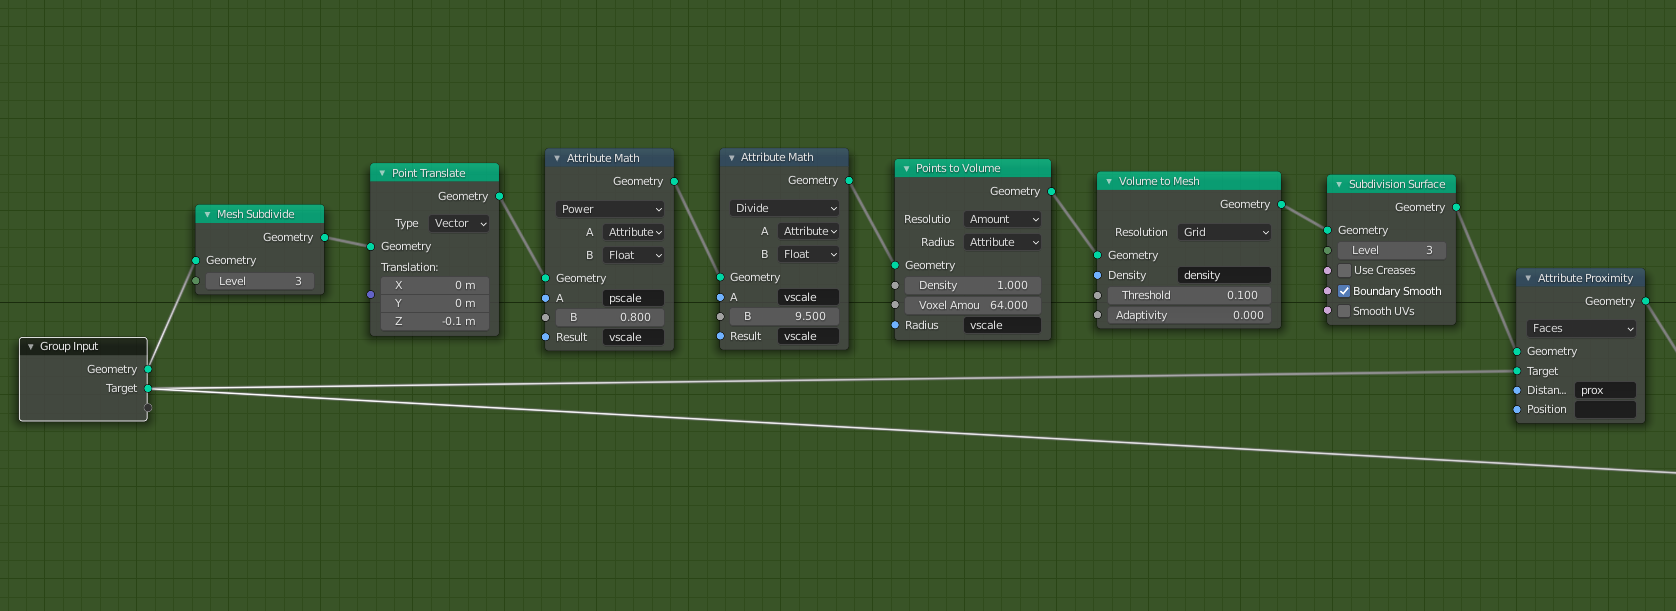 Group Input
Geometry
Target
Mesh Subdivide
Geometry
Geometry
Level 3
Point Translate
Geometry
Type Vector
Geometry
Translation:
X 0 m
Y 0 m
Z -0.1 m
Attribute Math
Geometry
Power
A Attribute
B Float
Geometry
A pscale
B 0.800
Result vscale
Attribute Math
Geometry
Divide
A Attribute
B Float
Geometry
A vscale
B 9.500
Result vscale
Points to Volume
Geometry
Resolutio Amount
Radius Attribute
Geometry
Density 1.000
Voxel Amou 64.000
Radius vscale
Volume to Mesh
Geometry
Resolution Grid
Geometry
Density density
Threshold 0.100
Adaptivity 0.000
Subdivision Surface
Geometry
Geometry
Level 3
Use Creases
Boundary Smooth
Smooth UVs
Attribute Proximity
Geometry
Faces
Geometry
Target
Distan... prox
Position